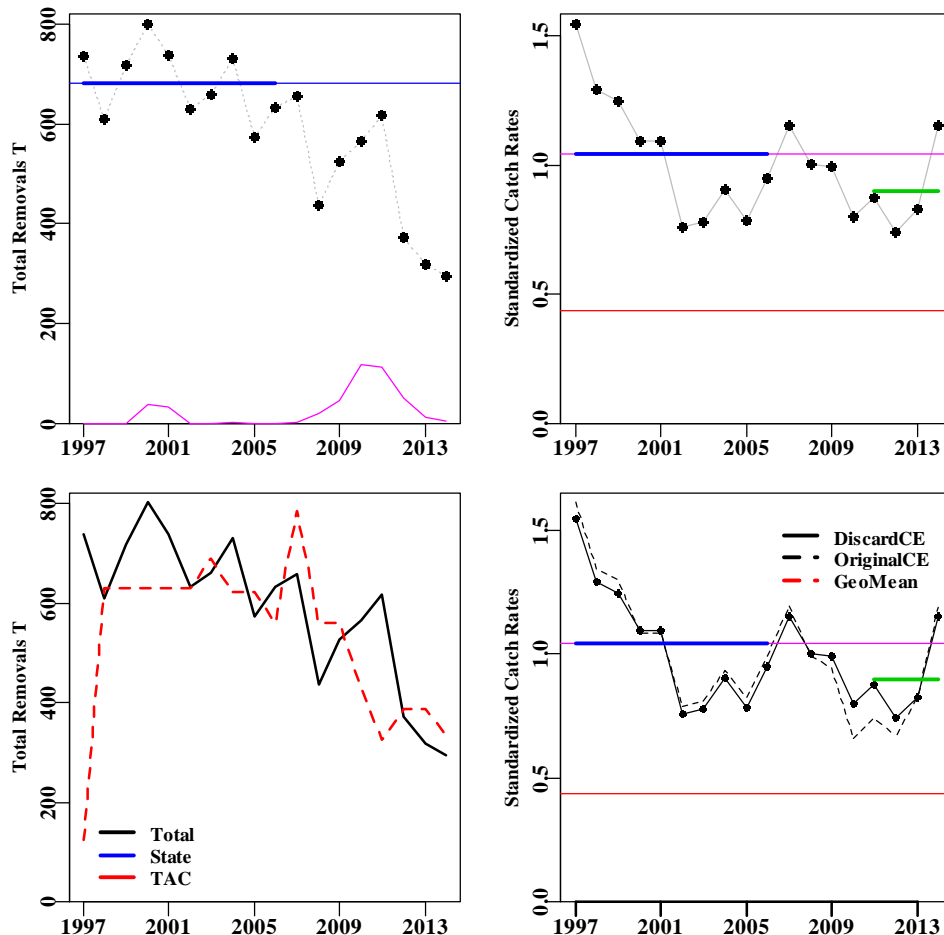 Total Removals T
0 200 400 600 800
1997 2001 2005 2009 2013
Standardized Catch Rates
0.0 0.5 1.0 1.5
1997 2001 2005 2009 2013
Total Removals T
0 200 400 600 800
Total
State
TAC
1997 2001 2005 2009 2013
Standardized Catch Rates
0.0 0.5 1.0 1.5
DiscardCE
OriginalCE
GeoMean
1997 2001 2005 2009 2013